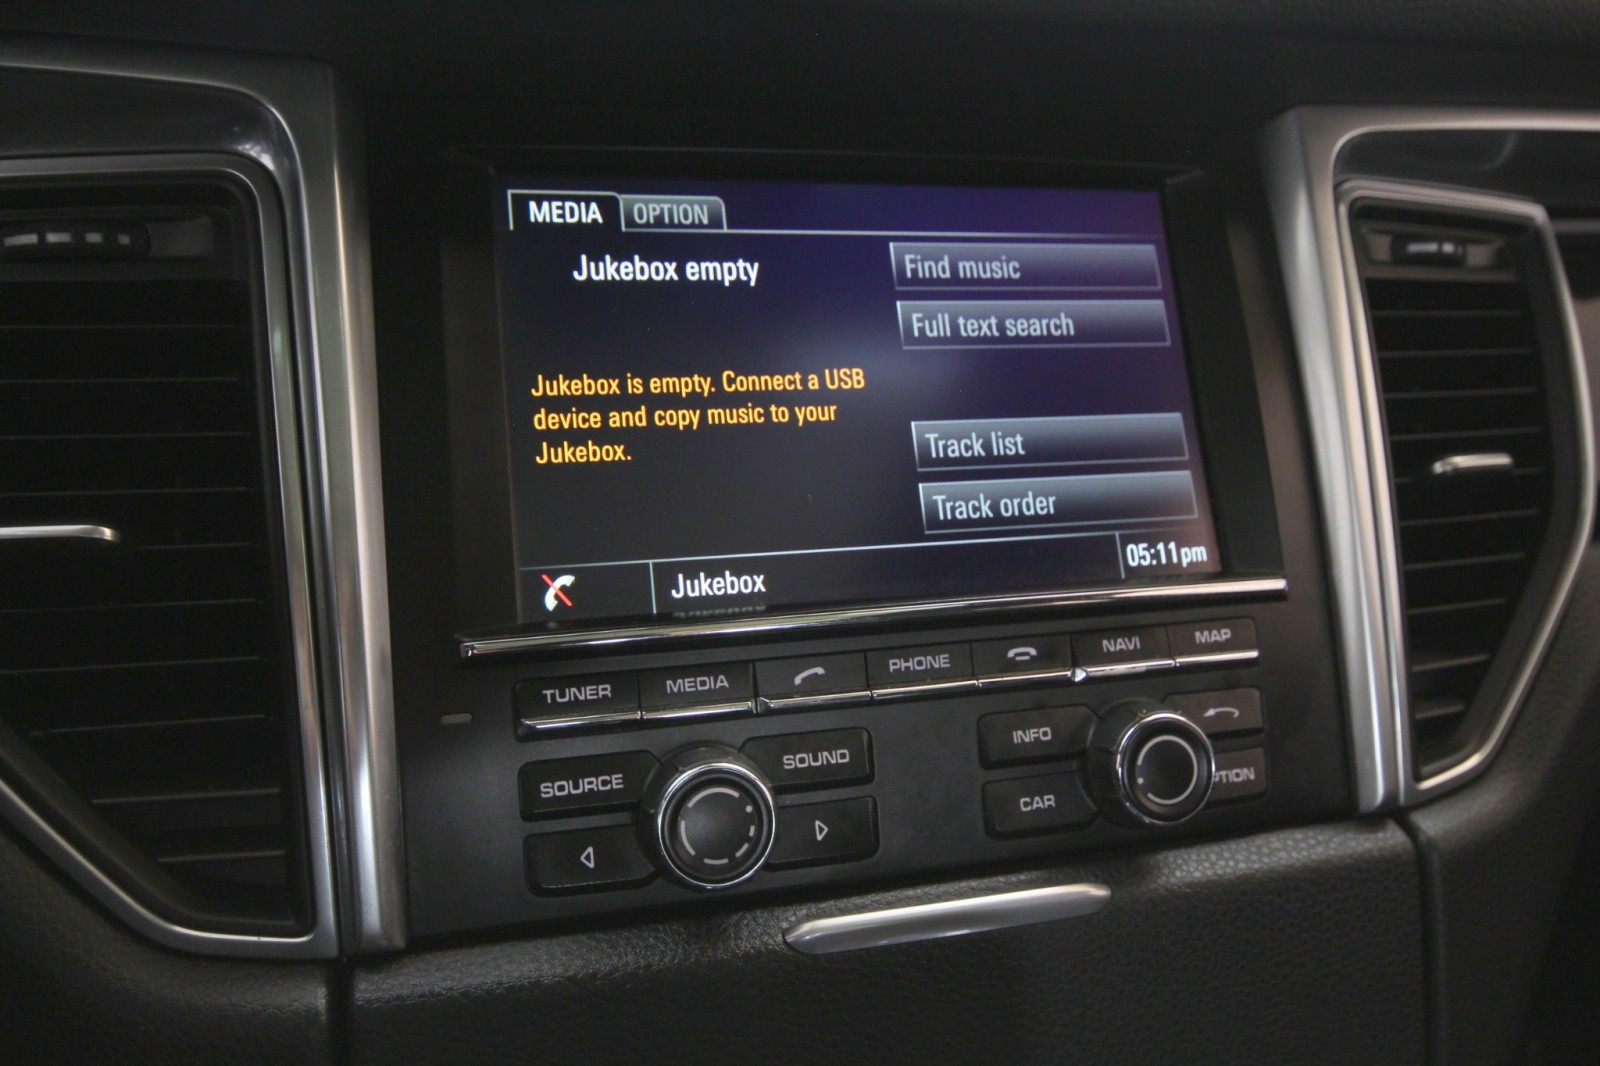 MEDIA OPTION
Jukebox empty
Find music
Full text search
Jukebox is empty. Connect a USB
device and copy music to your
Jukebox.
Track list
Track order
Jukebox
05:11pm
TUNER MEDIA PHONE NAVI MAP
SOURCE SOUND INFO
CAR PTION